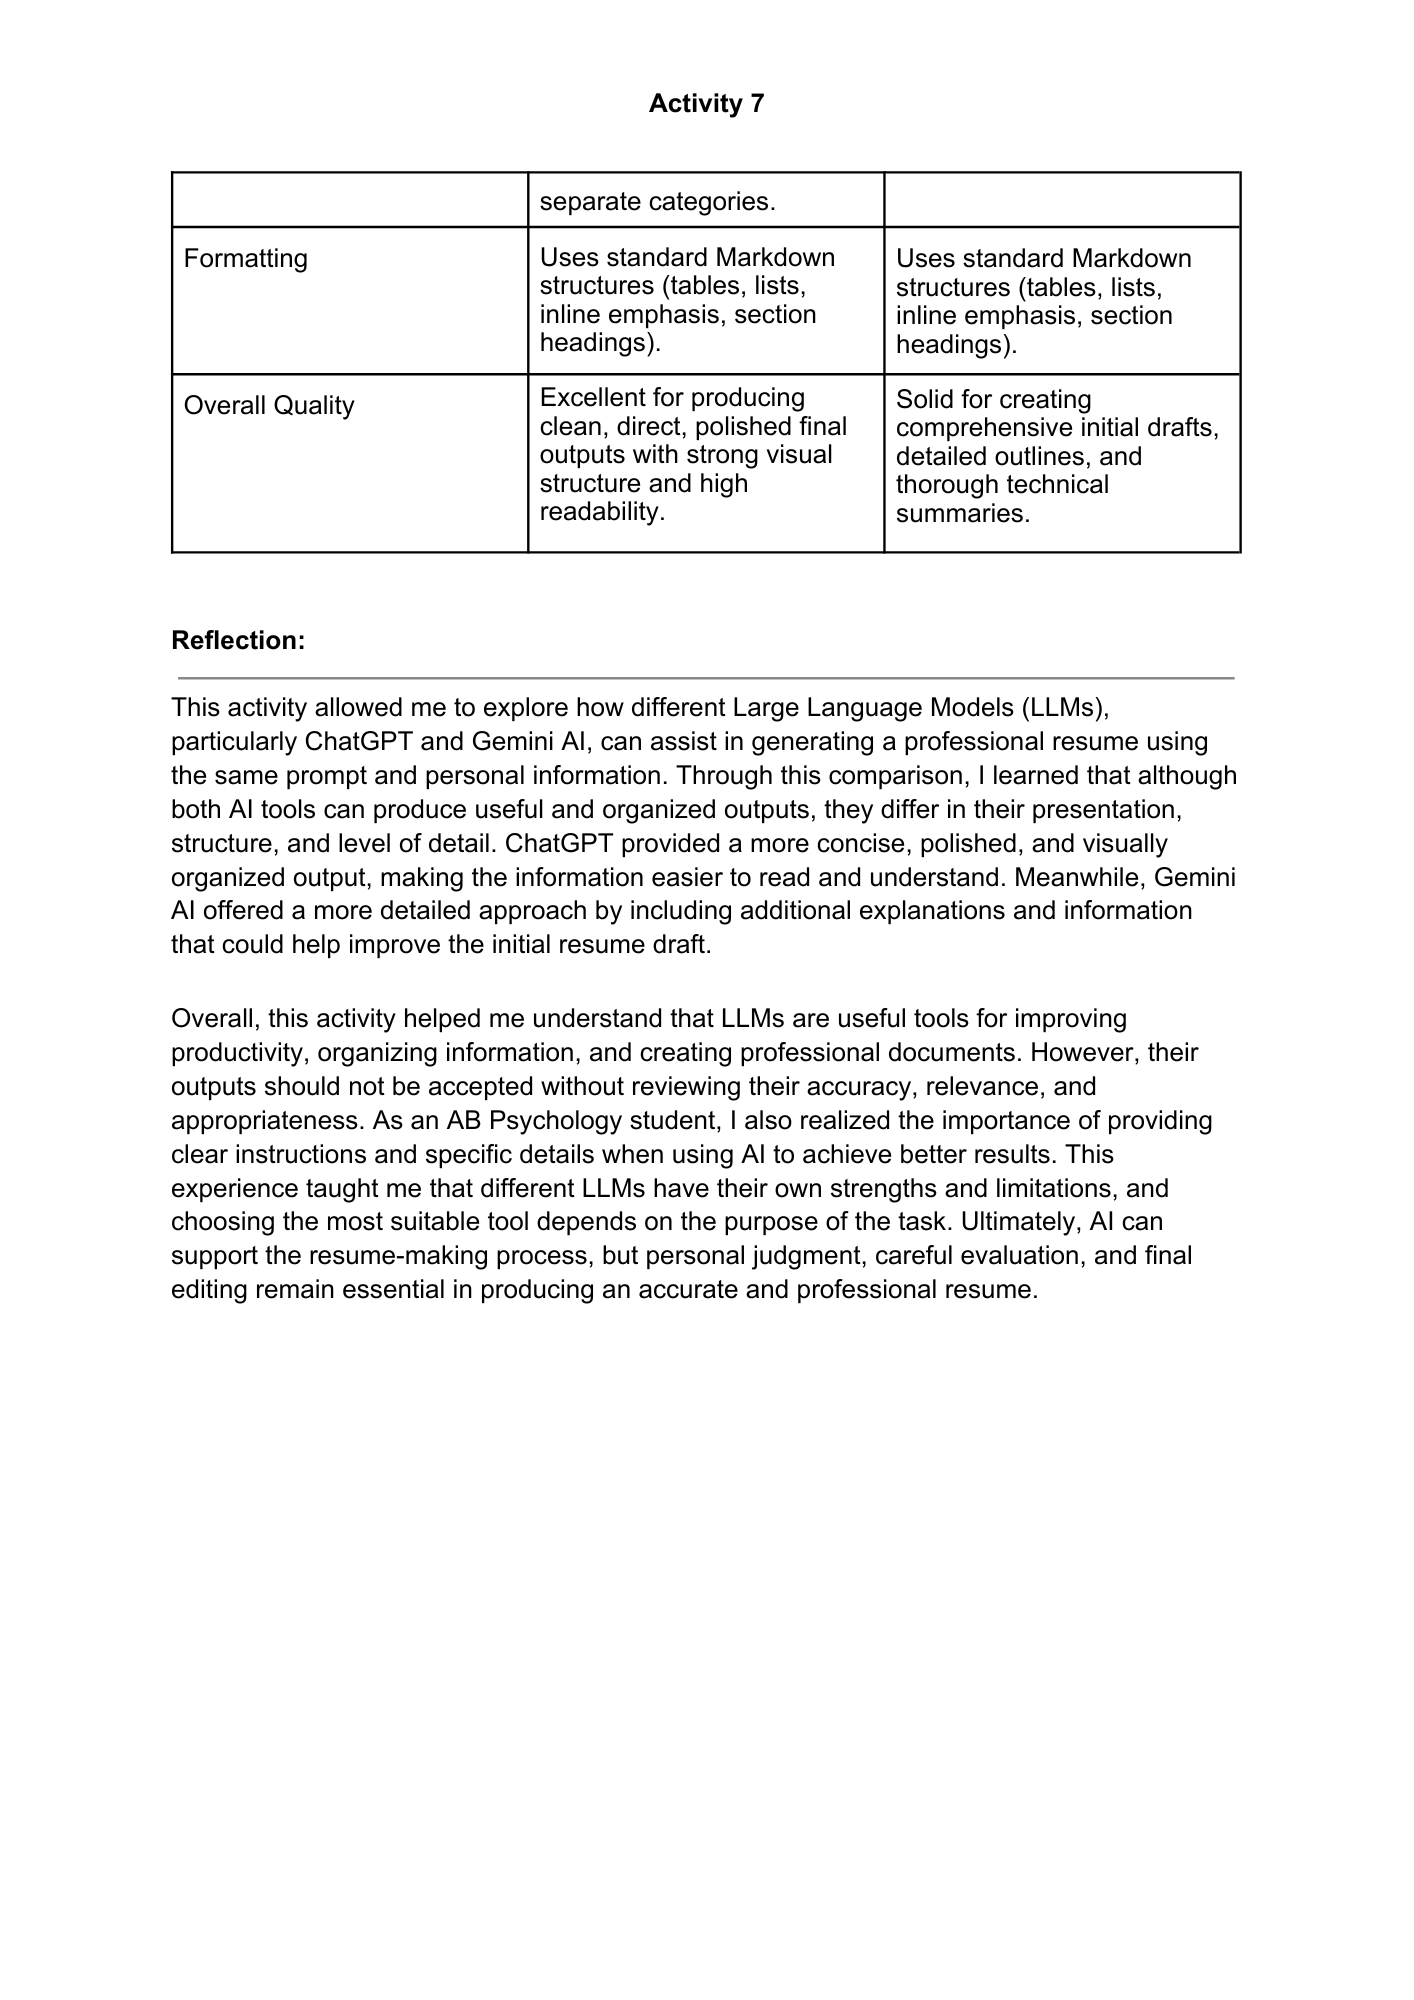 Activity 7
separate categories.
Formatting
Uses standard Markdown
structures (tables, lists,
inline emphasis, section
headings).
Uses standard Markdown
structures (tables, lists,
inline emphasis, section
headings).
Overall Quality
Excellent for producing
clean, direct, polished final
outputs with strong visual
structure and high
readability.
Solid for creating
comprehensive initial drafts,
detailed outlines, and
thorough technical
summaries.
Reflection:
This activity allowed me to explore how different Large Language Models (LLMs),
particularly ChatGPT and Gemini AI, can assist in generating a professional resume using
the same prompt and personal information. Through this comparison, I learned that although
both AI tools can produce useful and organized outputs, they differ in their presentation,
structure, and level of detail. ChatGPT provided a more concise, polished, and visually
organized output, making the information easier to read and understand. Meanwhile, Gemini
AI offered a more detailed approach by including additional explanations and information
that could help improve the initial resume draft.
Overall, this activity helped me understand that LLMs are useful tools for improving
productivity, organizing information, and creating professional documents. However, their
outputs should not be accepted without reviewing their accuracy, relevance, and
appropriateness. As an AB Psychology student, I also realized the importance of providing
clear instructions and specific details when using AI to achieve better results. This
experience taught me that different LLMs have their own strengths and limitations, and
choosing the most suitable tool depends on the purpose of the task. Ultimately, AI can
support the resume-making process, but personal judgment, careful evaluation, and final
editing remain essential in producing an accurate and professional resume.